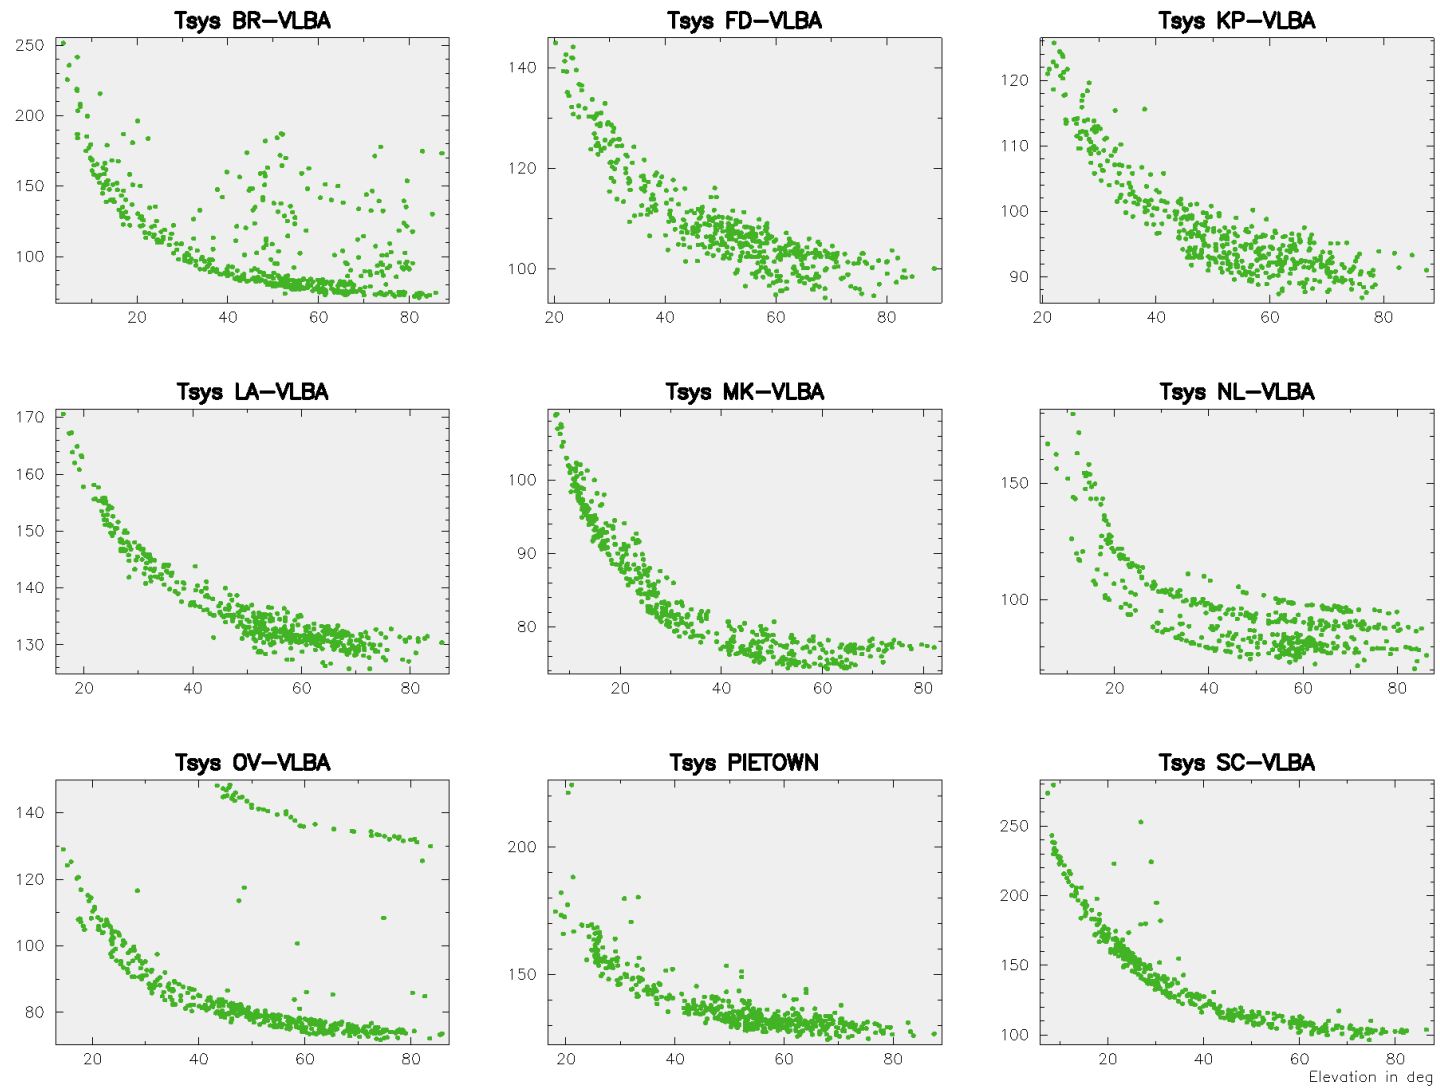 Tsys BR-VLBA
250
200
150
100
20 40 60 80
Tsys FD-VLBA
140
120
100
20 40 60 80
Tsys KP-VLBA
120
110
100
90
20 40 60 80
Tsys LA-VLBA
170
160
150
140
130
20 40 60 80
Tsys MK-VLBA
100
90
80
20 40 60 80
Tsys NL-VLBA
150
100
20 40 60 80
Tsys OV-VLBA
140
120
100
80
20 40 60 80
Tsys PIETOWN
200
150
20 40 60 80
Tsys SC-VLBA
250
200
150
100
20 40 60 80
Elevation in deg